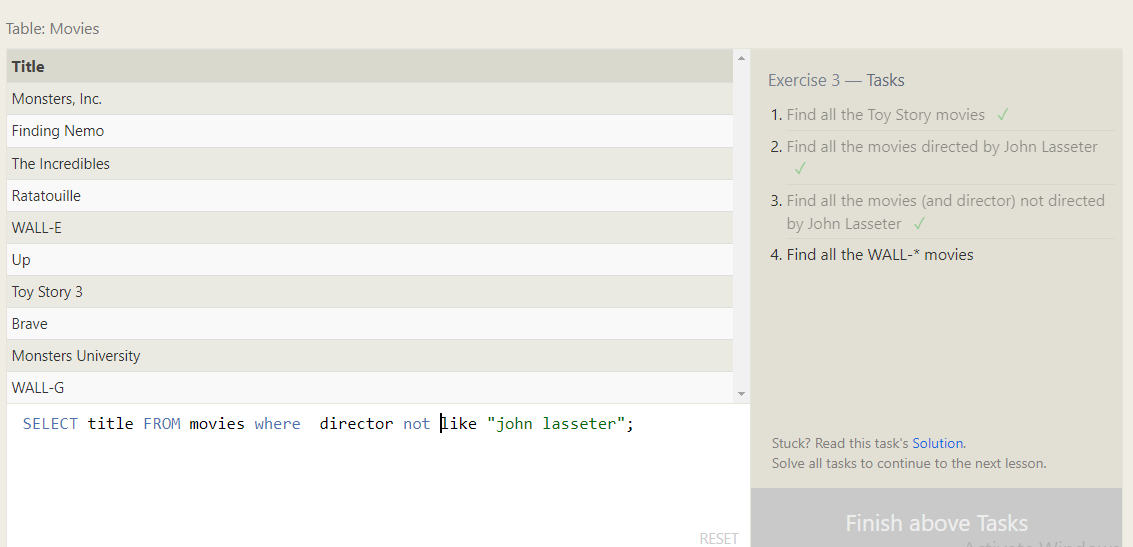 Table: Movies
Title
Monsters, Inc.
Finding Nemo
The Incredibles
Ratatouille
WALL-E
Up
Toy Story 3
Brave
Monsters University
WALL-G
SELECT title FROM movies where  director not like "john lasseter";
RESET
Exercise 3 — Tasks
1. Find all the Toy Story movies ✓
2. Find all the movies directed by John Lasseter
✓
3. Find all the movies (and director) not directed
by John Lasseter ✓
4. Find all the WALL-* movies
Stuck? Read this task's Solution.
Solve all tasks to continue to the next lesson.
Finish above Tasks
Activate Windows